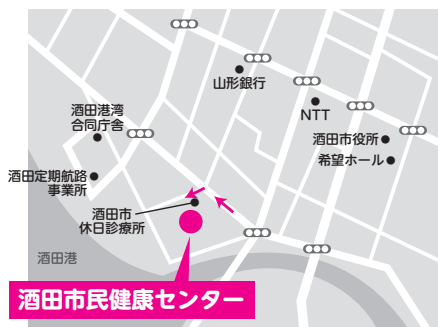 山形銀行
NTT
酒田港湾
合同庁舎
酒田市役所
希望ホール
酒田定期航路
事業所
酒田市
休日診療所
酒田港
酒田市民健康センター